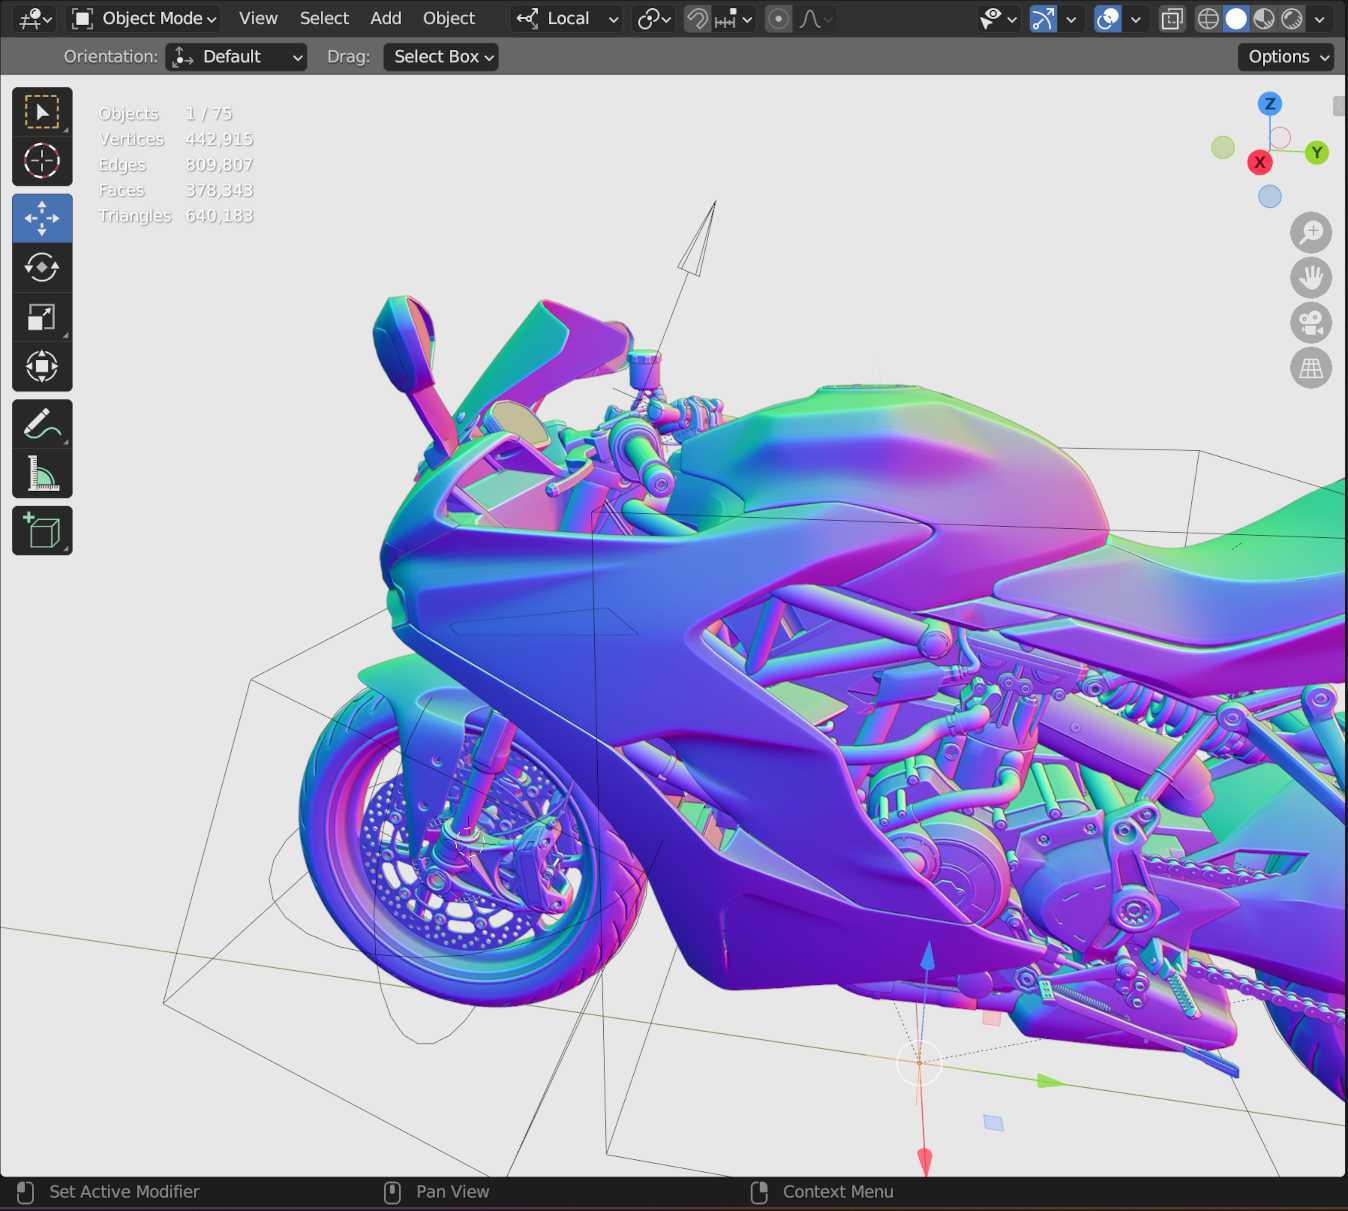 Object Mode View Select Add Object Local
Orientation: Default Drag: Select Box Options
Objects 1 / 75
Vertices 442,915
Edges 809,807
Faces 378,343
Triangles 640,183
Z
Y
X
Set Active Modifier Pan View Context Menu